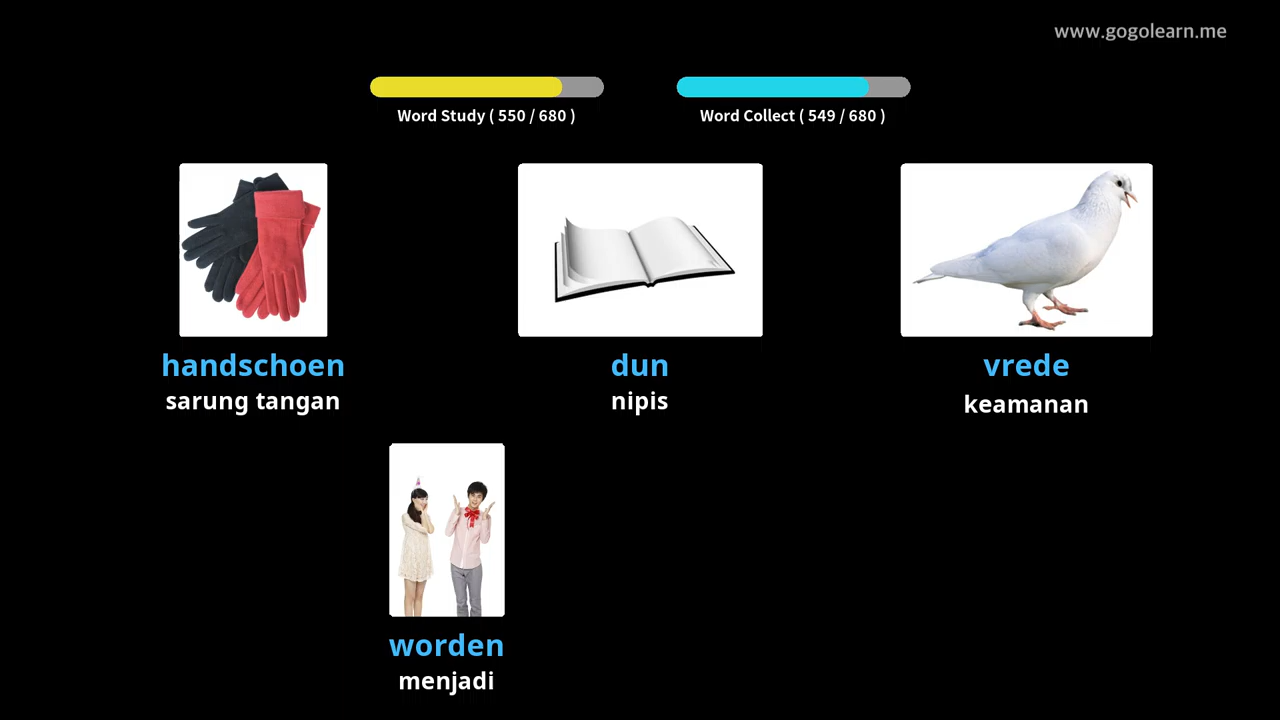 www.gogolearn.me
Word Study ( 550 / 680 )
Word Collect ( 549 / 680 )
handschoen
sarung tangan
dun
nipis
vrede
keamanan
worden
menjadi